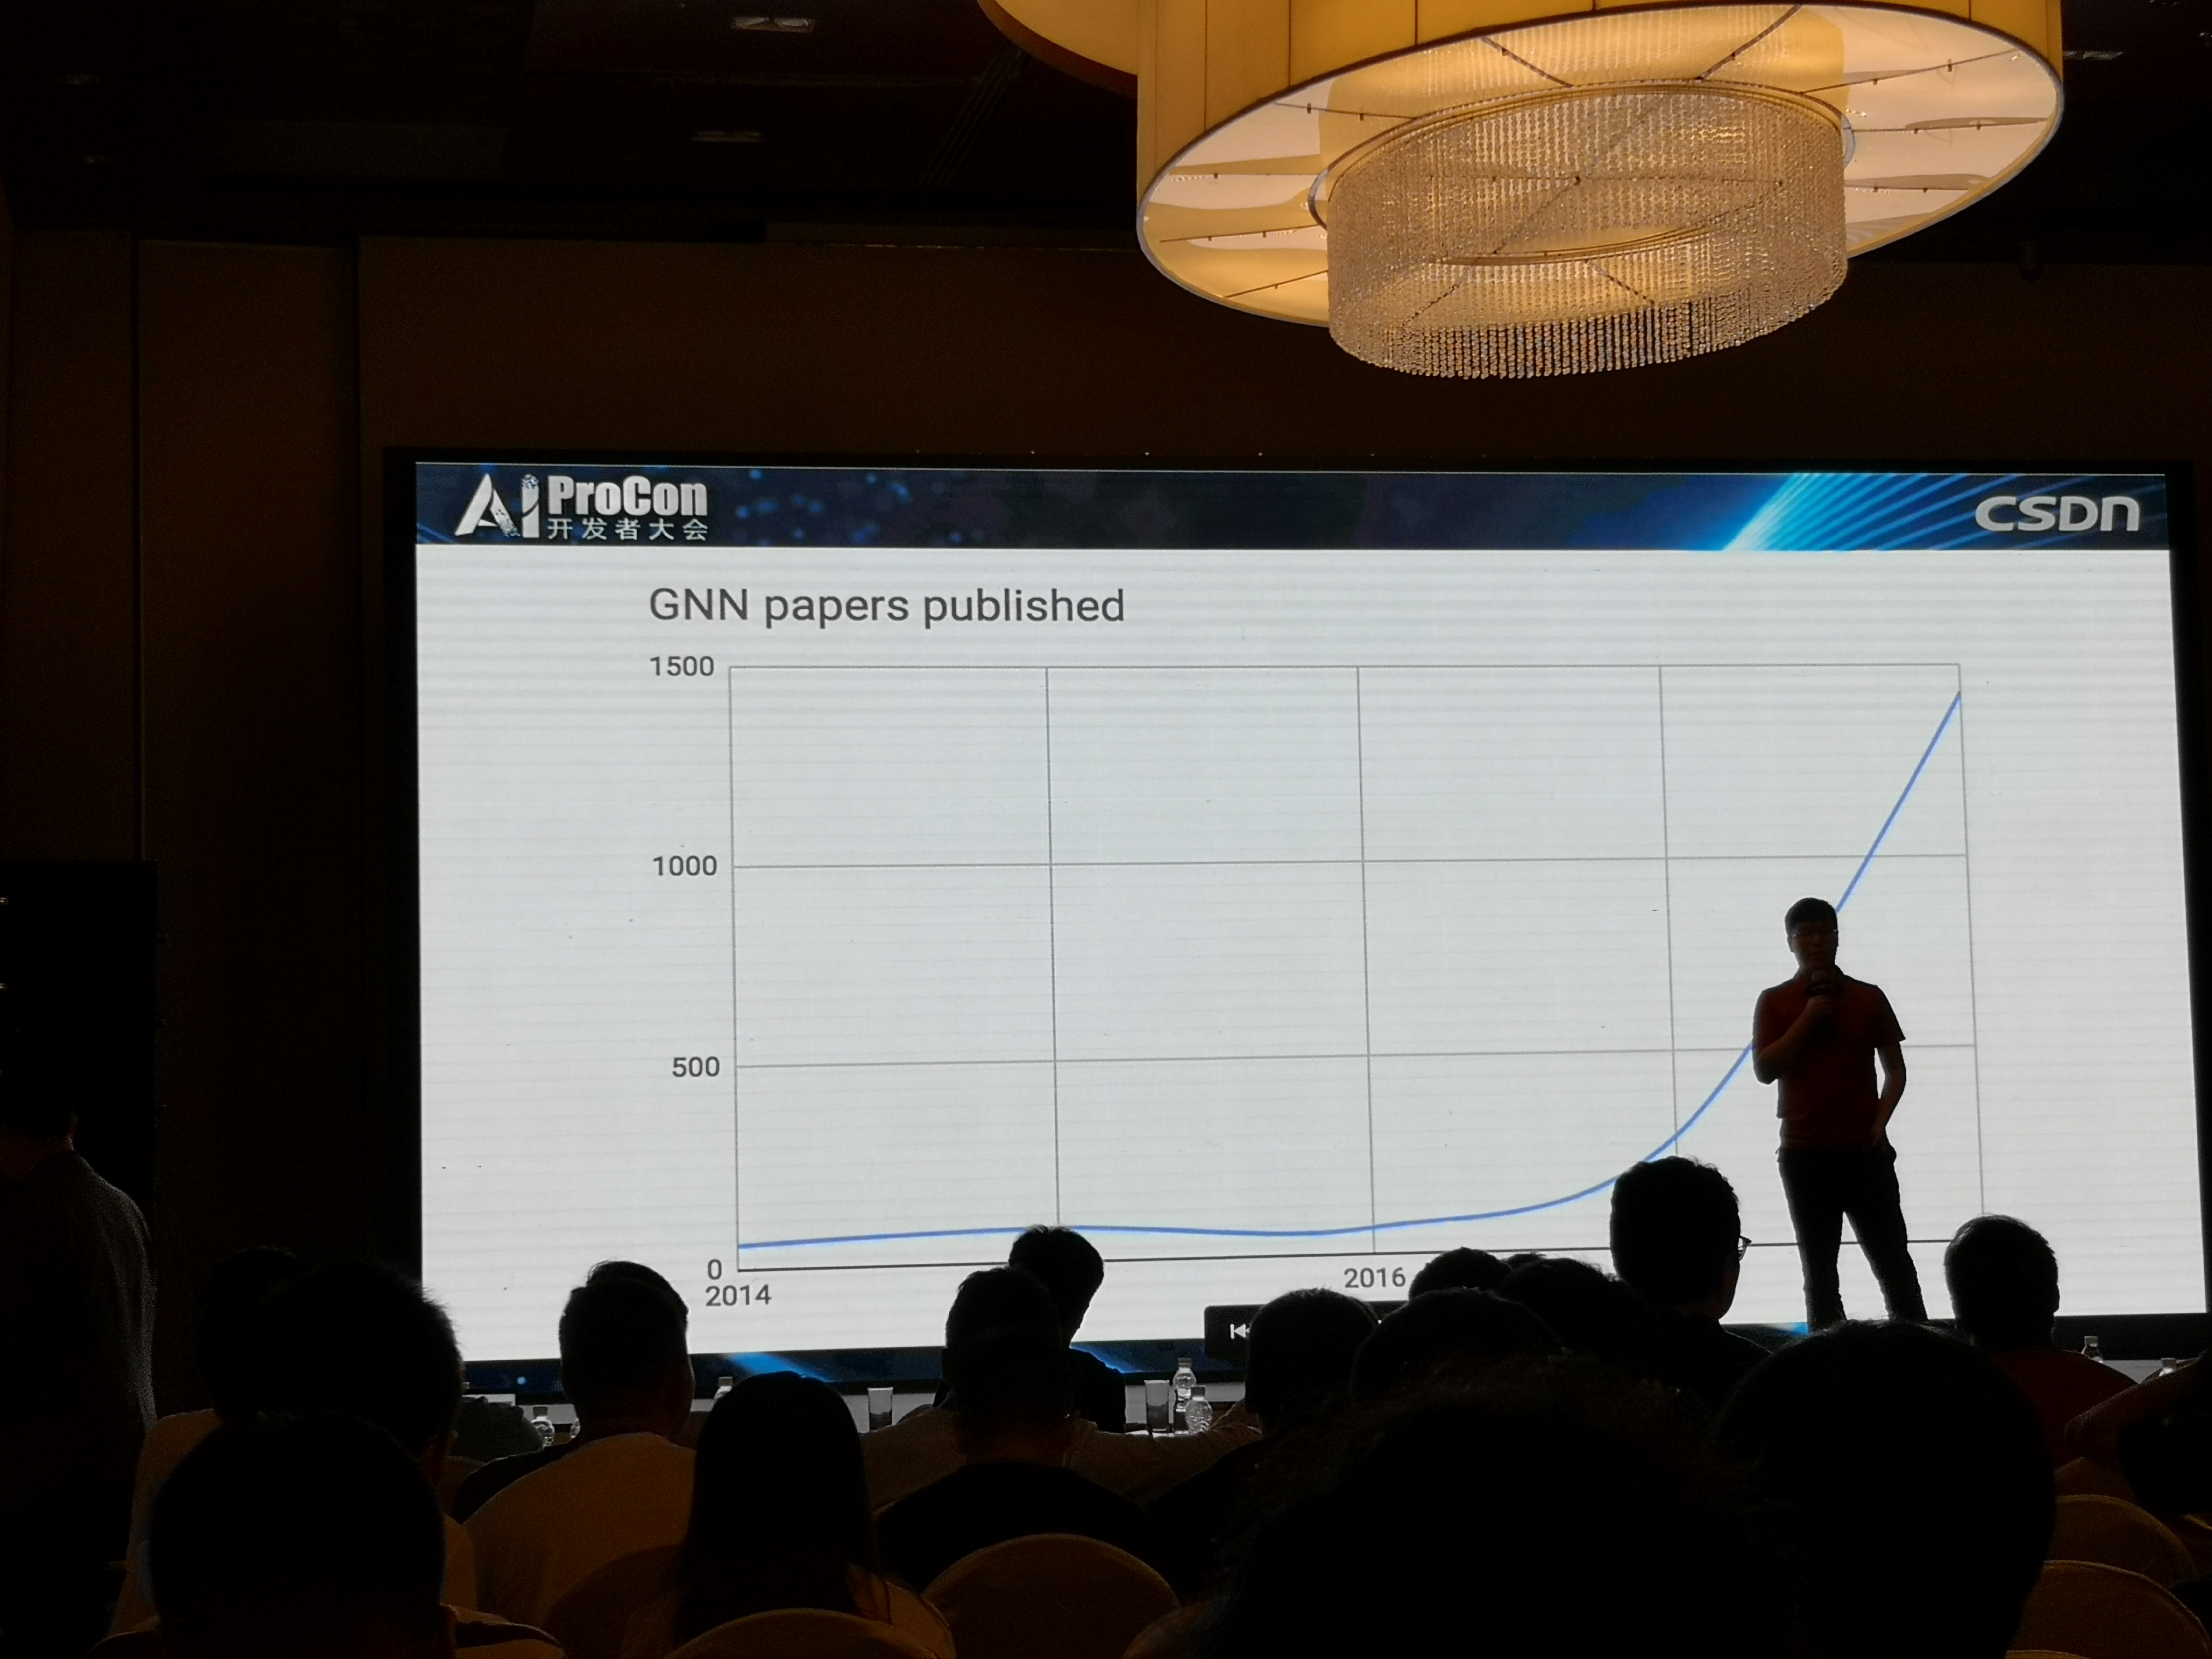 AI ProCon
开发者大会
CSDN
GNN papers published
1500
1000
500
0
2014
2016